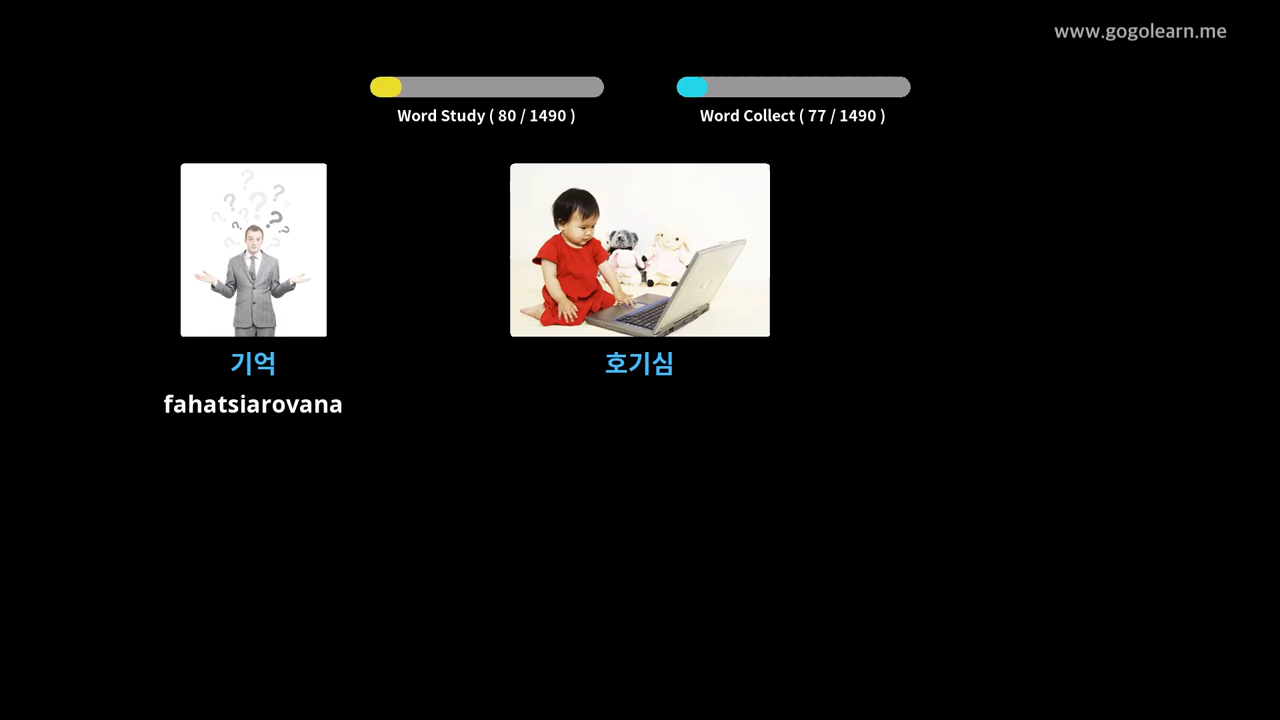 www.gogolearn.me
Word Study ( 80 / 1490 )
Word Collect ( 77 / 1490 )
기억
호기심
fahatsiarovana